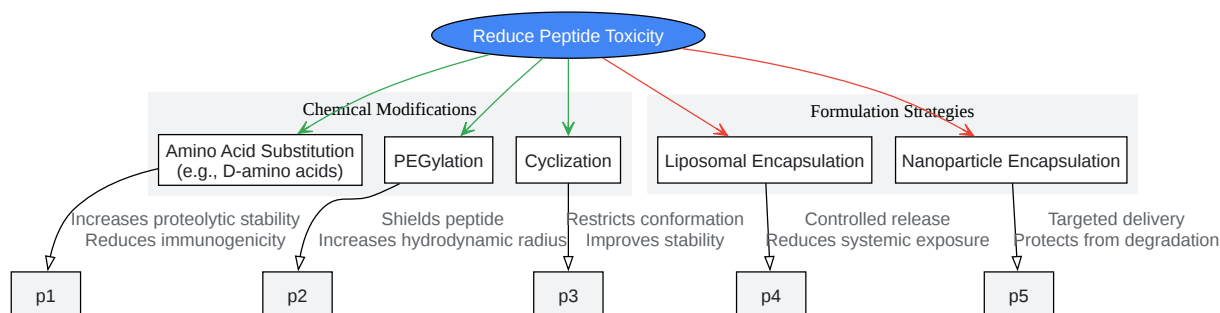 Reduce Peptide Toxicity
Chemical Modifications
Formulation Strategies
Amino Acid Substitution
(e.g., D-amino acids)
PEGylation
Cyclization
Liposomal Encapsulation
Nanoparticle Encapsulation
Increases proteolytic stability
Reduces immunogenicity
Shields peptide
Increases hydrodynamic radius
Restricts conformation
Improves stability
Controlled release
Reduces systemic exposure
Targeted delivery
Protects from degradation
p1
p2
p3
p4
p5